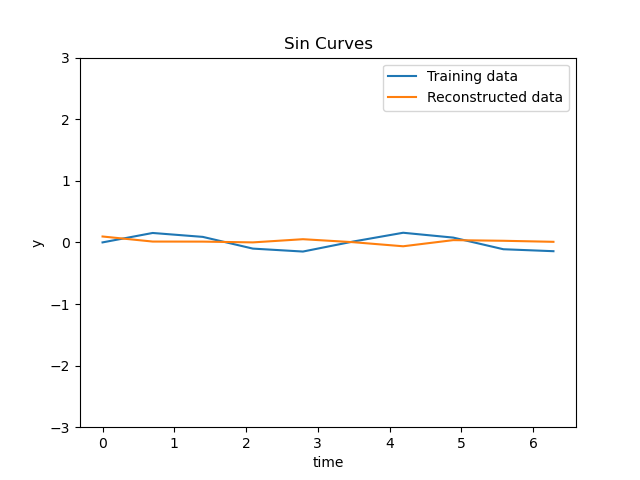 Sin Curves
Training data
Reconstructed data
3
2
1
0
−1
−2
−3
y
0 1 2 3 4 5 6
time